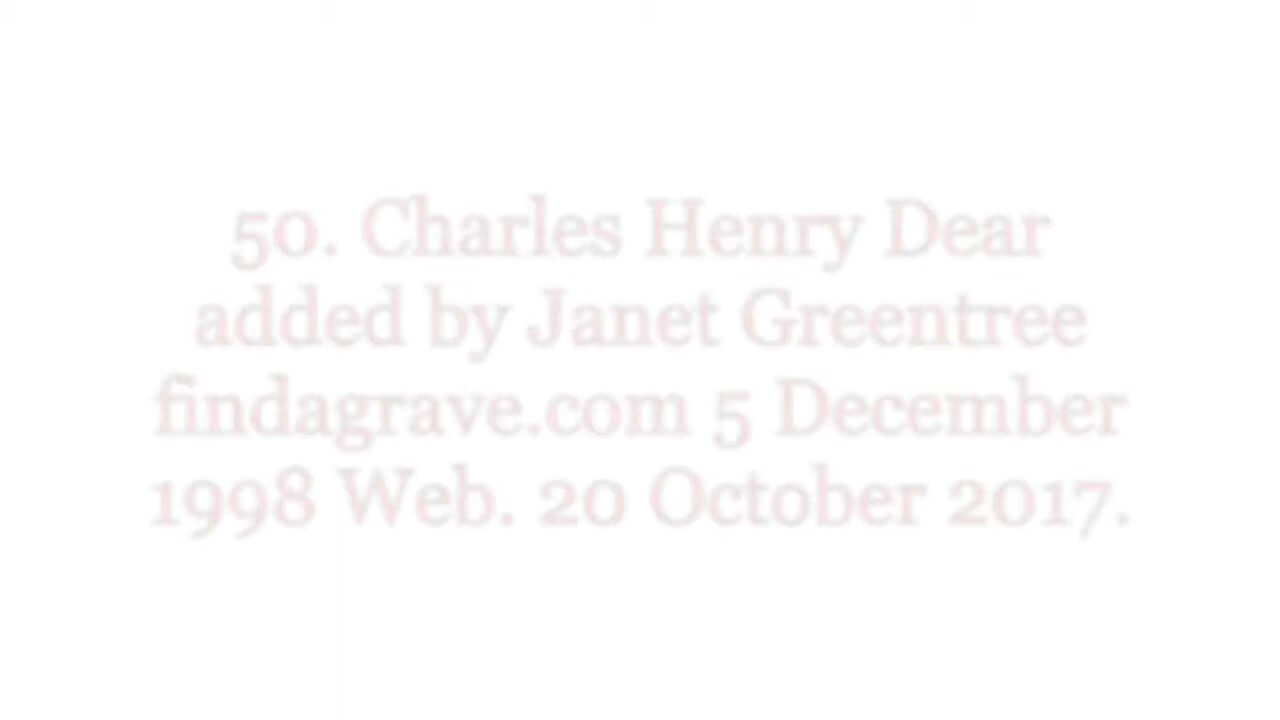 50. Charles Henry Dear
added by Janet Greentree
findagrave.com 5 December
1998 Web. 20 October 2017.